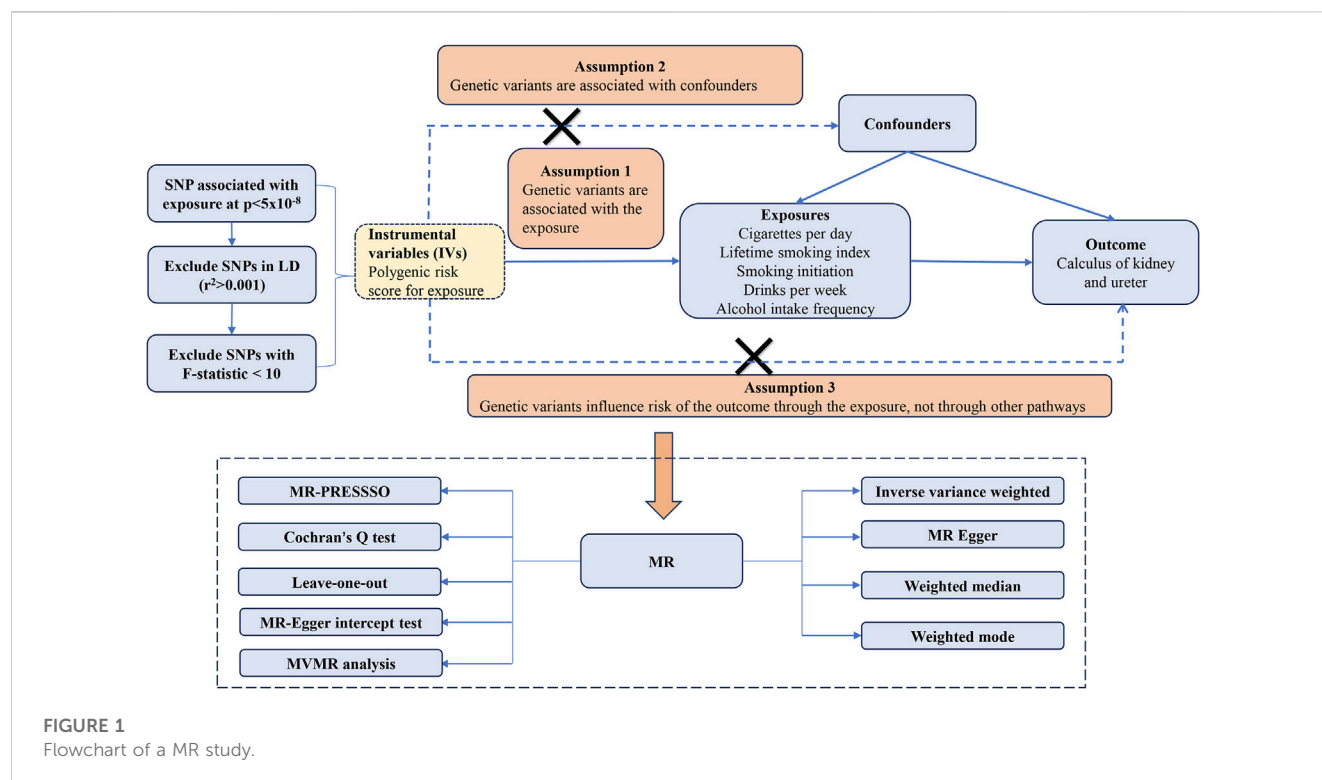 Assumption 2
Genetic variants are associated with confounders
Confounders
Assumption 1
Genetic variants are
associated with the
exposure
SNP associated with
exposure at p<5x10⁻⁸
Exclude SNPs in LD
(r²>0.001)
Exclude SNPs with
F-statistic < 10
Instrumental
variables (IVs)
Polygenic risk
score for exposure
Exposures
Cigarettes per day
Lifetime smoking index
Smoking initiation
Drinks per week
Alcohol intake frequency
Outcome
Calculus of kidney
and ureter
Assumption 3
Genetic variants influence risk of the outcome through the exposure, not through other pathways
MR-PRESSSO
Cochran's Q test
Leave-one-out
MR-Egger intercept test
MVMR analysis
MR
Inverse variance weighted
MR Egger
Weighted median
Weighted mode
FIGURE 1
Flowchart of a MR study.